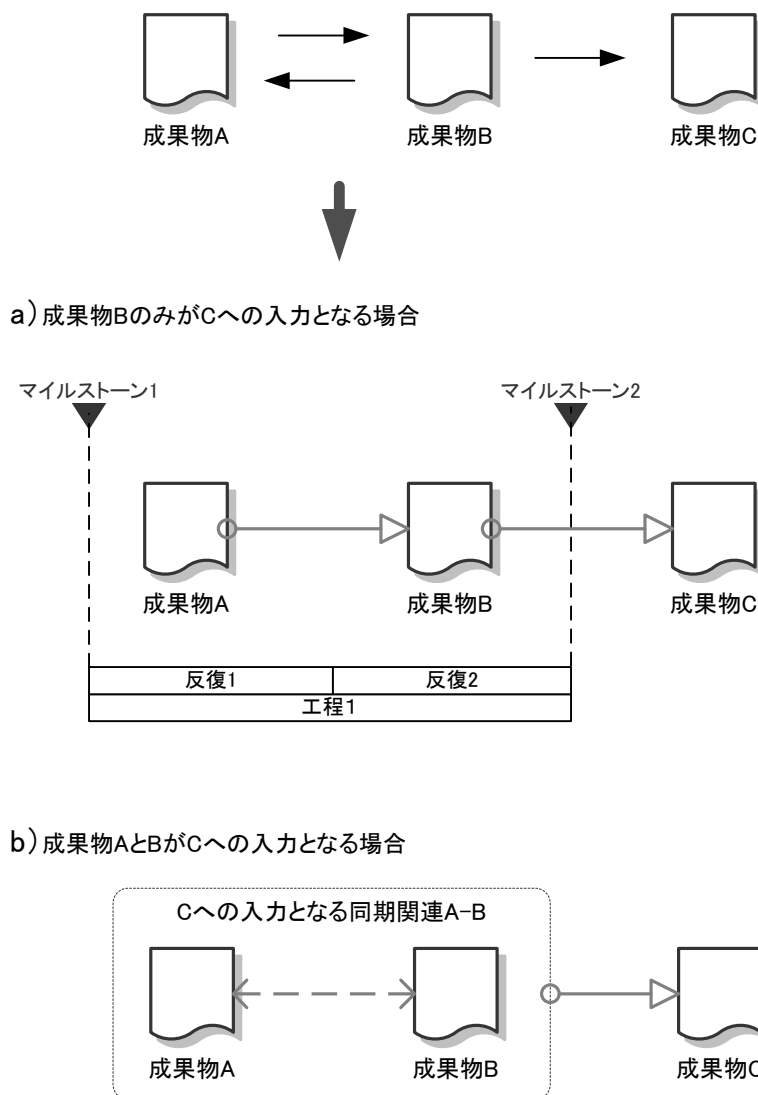 成果物A
成果物B
成果物C
a)成果物BのみがCへの入力となる場合
マイルストーン1
マイルストーン2
成果物A
成果物B
成果物C
反復1
反復2
工程1
b)成果物AとBがCへの入力となる場合
Cへの入力となる同期関連A-B
成果物A
成果物B
成果物C